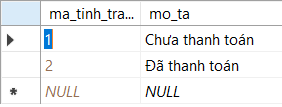 ma_tinh_tra... mo_ta
1 Chưa thanh toán
2 Đã thanh toán
NULL NULL